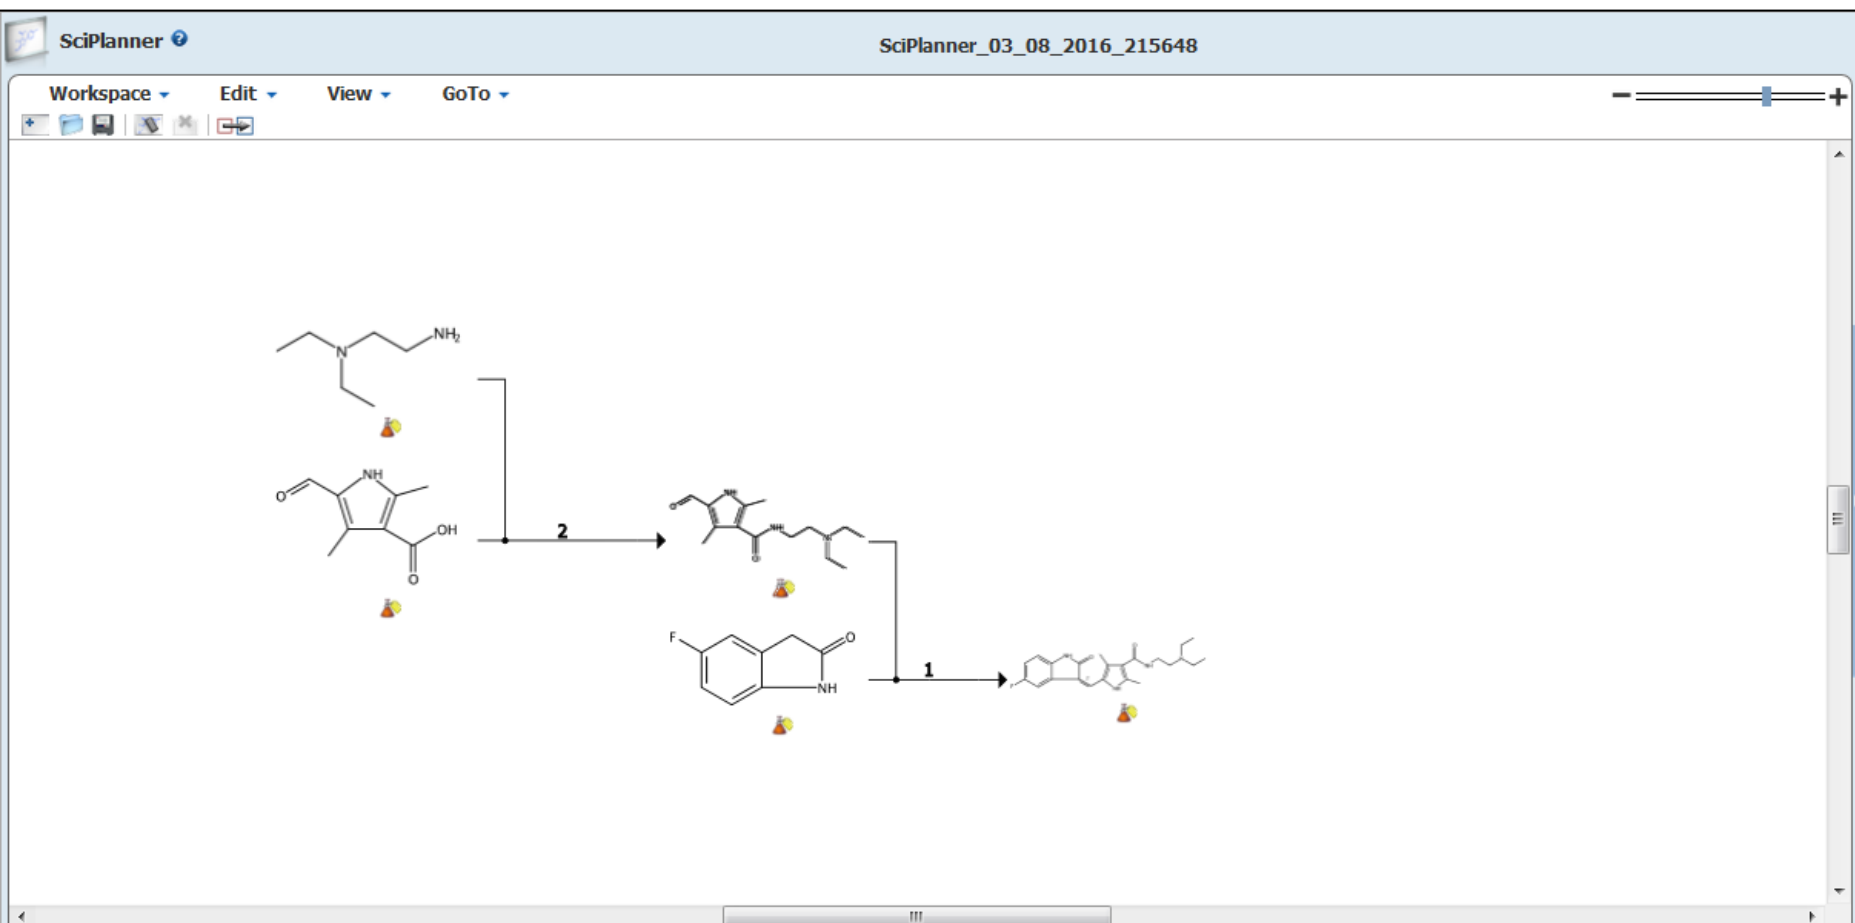 SciPlanner ?
SciPlanner_03_08_2016_215648
Workspace Edit View GoTo
NH2
N
NH
O
OH
O
2
NH
O
NH
N
O
F
O
NH
1